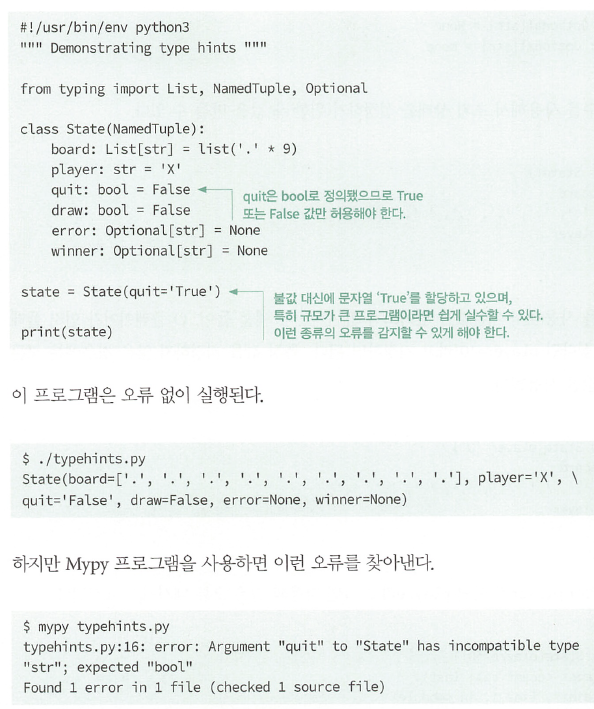 #!/usr/bin/env python3
""" Demonstrating type hints """
from typing import List, NamedTuple, Optional
class State(NamedTuple):
board: List[str] = list('.' * 9)
player: str = 'X'
quit: bool = False
draw: bool = False
quit은 bool로 정의됐으므로 True
또는 False 값만 허용해야 한다.
error: Optional[str] = None
winner: Optional[str] = None
state = State(quit='True')
불값 대신에 문자열 ‘True’를 할당하고 있으며,
특히 규모가 큰 프로그램이라면 쉽게 실수할 수 있다.
이런 종류의 오류를 감지할 수 있게 해야 한다.
print(state)
이 프로그램은 오류 없이 실행된다.
$ ./typehints.py
State(board=['.', '.', '.', '.', '.', '.', '.', '.', '.'], player='X', \
quit='False', draw=False, error=None, winner=None)
하지만 Mypy 프로그램을 사용하면 이런 오류를 찾아낸다.
$ mypy typehints.py
typehints.py:16: error: Argument "quit" to "State" has incompatible type
"str"; expected "bool"
Found 1 error in 1 file (checked 1 source file)